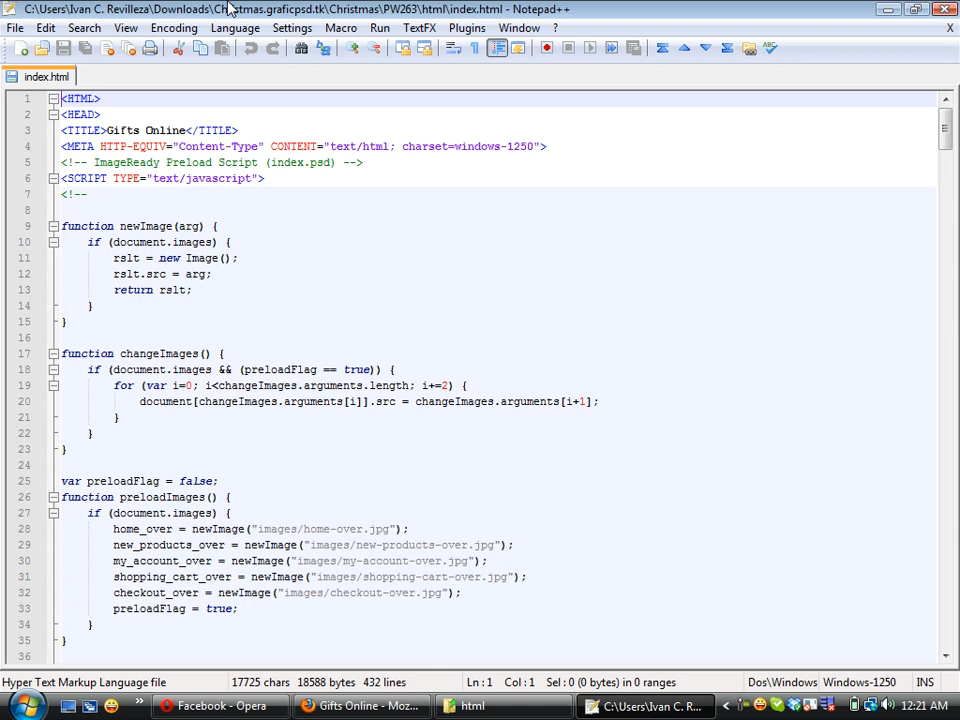 C:\Users\Ivan C. Revilleza\Downloads\Christmas.graficpsd.tk\Christmas\PW263\html\index.html - Notepad++
File Edit Search View Encoding Language Settings Macro Run TextFX Plugins Window ? X
index.html
1 <HTML>
2 <HEAD>
3 <TITLE>Gifts Online</TITLE>
4 <META HTTP-EQUIV="Content-Type" CONTENT="text/html; charset=windows-1250">
5 <!-- ImageReady Preload Script (index.psd) -->
6 <SCRIPT TYPE="text/javascript">
7 <!--
8
9 function newImage(arg) {
10 if (document.images) {
11 rslt = new Image();
12 rslt.src = arg;
13 return rslt;
14 }
15 }
16
17 function changeImages() {
18 if (document.images && (preloadFlag == true)) {
19 for (var i=0; i<changeImages.arguments.length; i+=2) {
20 document[changeImages.arguments[i]].src = changeImages.arguments[i+1];
21 }
22 }
23 }
24
25 var preloadFlag = false;
26 function preloadImages() {
27 if (document.images) {
28 home_over = newImage("images/home-over.jpg");
29 new_products_over = newImage("images/new-products-over.jpg");
30 my_account_over = newImage("images/my-account-over.jpg");
31 shopping_cart_over = newImage("images/shopping-cart-over.jpg");
32 checkout_over = newImage("images/checkout-over.jpg");
33 preloadFlag = true;
34 }
35 }
36
Hyper Text Markup Language file 17725 chars 18588 bytes 432 lines Ln : 1 Col : 1 Sel : 0 (0 bytes) in 0 ranges Dos\Windows Windows-1250 INS
» Facebook - Opera Gifts Online - Moz... html C:\Users\Ivan C. R... 12:21 AM